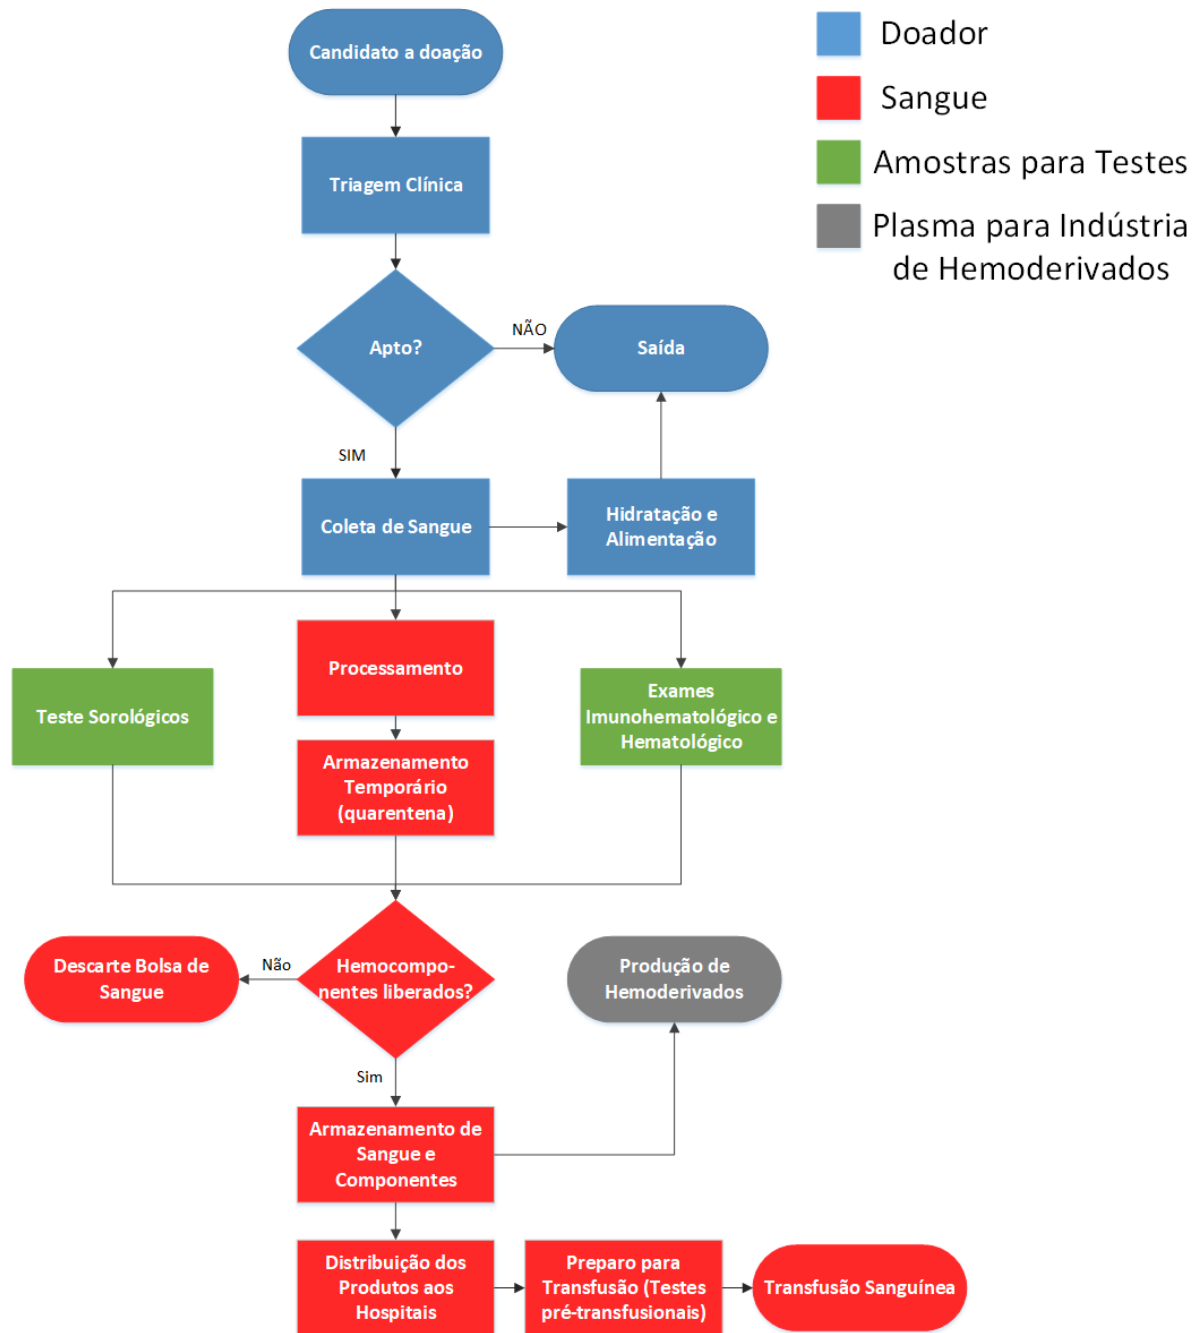 Candidato a doação
Doador
Sangue
Triagem Clínica
Amostras para Testes
Plasma para Indústria
de Hemoderivados
NÃO
Apto?
Saída
SIM
Coleta de Sangue
Hidratação e
Alimentação
Processamento
Teste Sorológicos
Exames
Imunohematológico e
Hematológico
Armazenamento
Temporário
(quarentena)
Descarte Bolsa de
Sangue
Não
Hemocompo-
nentes liberados?
Produção de
Hemoderivados
Sim
Armazenamento de
Sangue e
Componentes
Distribuição dos
Produtos aos
Hospitais
Preparo para
Transfusão (Testes
pré-transfusionais)
Transfusão Sanguínea